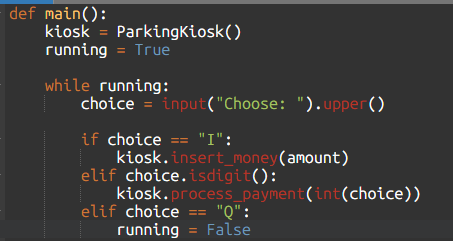 def main():
    kiosk = ParkingKiosk()
    running = True

    while running:
        choice = input("Choose: ").upper()

        if choice == "I":
            kiosk.insert_money(amount)
        elif choice.isdigit():
            kiosk.process_payment(int(choice))
        elif choice == "Q":
            running = False